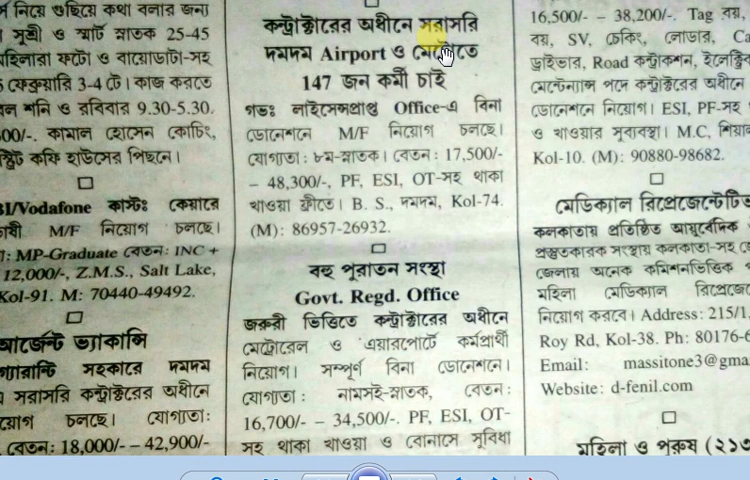 নিয়ে গুছিয়ে কথা বলার জন্য
সুশ্রী ও স্মার্ট স্নাতক 25-45
মহিলারা ফটো ও বায়োডাটা-সহ
ফেব্রুয়ারি 3-4 টে। কাজ করতে
শনি ও রবিবার 9.30-5.30.
কামাল হোসেন কোচিং,
কফি হাউসের পিছনে।
Vodafone কাস্টঃ কেয়ারে
M/F নিয়োগ চলছে।
MP-Graduate বেতন: INC +
12,000/-, Z.M.S., Salt Lake,
Kol-91. M: 70440-49492.
আর্জেন্ট ভ্যাকান্সি
গ্যারান্টি সহকারে দমদম
সরাসরি কন্ট্রাক্টরের অধীনে
চলছে। যোগ্যতা:
বেতন: 18,000/- – 42,900/-
কন্ট্রাক্টরের অধীনে সরাসরি
দমদম Airport ও মেট্রোতে
147 জন কর্মী চাই
গভঃ লাইসেন্সপ্রাপ্ত Office-এ বিনা
ডোনেশনে M/F নিয়োগ চলছে।
যোগ্যতা : ৮ম-স্নাতক। বেতন : 17,500/-
– 48,300/-, PF, ESI, OT-সহ থাকা
খাওয়া ফ্রীতে। B. S., দমদম, Kol-74.
(M): 86957-26932.
বহু পুরাতন সংস্থা
Govt. Regd. Office
জরুরী ভিত্তিতে কন্ট্রাক্টরের অধীনে
মেট্রোরেল ও এয়ারপোর্টে কর্মপ্রার্থী
নিয়োগ। সম্পূর্ণ বিনা ডোনেশনে।
যোগ্যতা : নামসই-স্নাতক, বেতন :
16,700/- – 34,500/-. PF, ESI, OT-
সহ থাকা খাওয়া ও বোনাস সুবিধা
16,500/- – 38,200/-. Tag বয়,
বয়, SV, চেকিং, লোডার,
ড্রাইভার, Road কন্ট্রাকশন,
মেন্টেন্যান্স পদে কন্ট্রাক্টরের অধীনে
ডোনেশনে নিয়োগ। ESI, PF-সহ
ও খাওয়ার সুব্যবস্থা। M.C,
Kol-10. (M): 90880-98682.
মেডিক্যাল রিপ্রেজেন্টেটিভ
কলকাতায় প্রতিষ্ঠিত আয়ুর্বেদিক
প্রস্তুতকারক সংস্থায় কলকাতা-সহ
জেলায় অনেক কমিশনভিত্তিক
মহিলা মেডিক্যাল
নিয়োগ করবে। Address: 215/1,
Roy Rd, Kol-38. Ph: 80176-6
Email: massitone3@gma
Website: d-fenil.com
মহিলা ও পুরুষ (২১৩